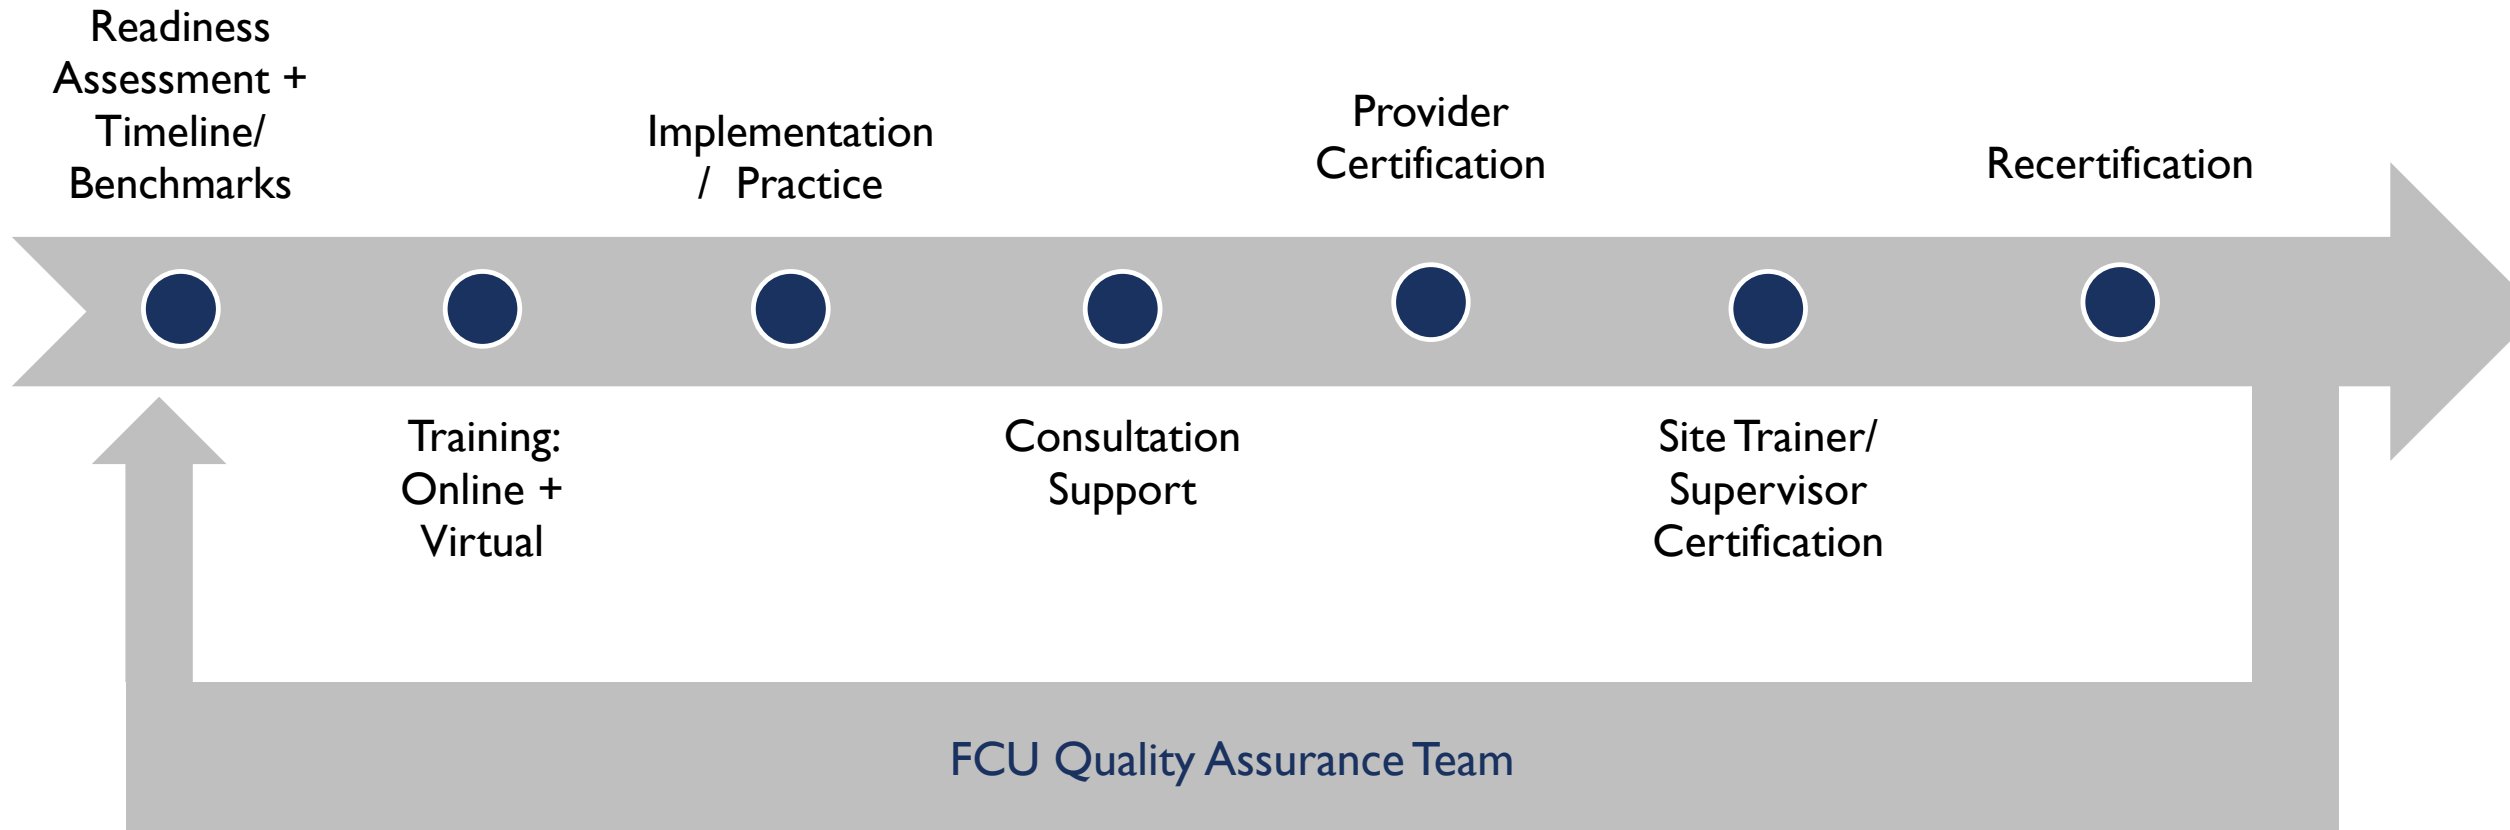 Readiness
Assessment +
Timeline/
Benchmarks
Training:
Online +
Virtual
Implementation
/ Practice
Consultation
Support
Provider
Certification
Site Trainer/
Supervisor
Certification
Recertification
FCU Quality Assurance Team